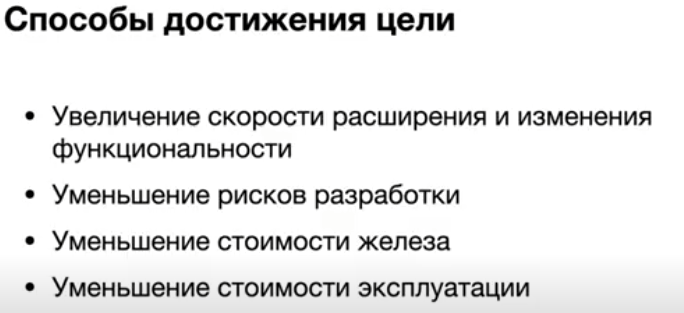 Способы достижения цели
• Увеличение скорости расширения и изменения
функциональности
• Уменьшение рисков разработки
• Уменьшение стоимости железа
• Уменьшение стоимости эксплуатации